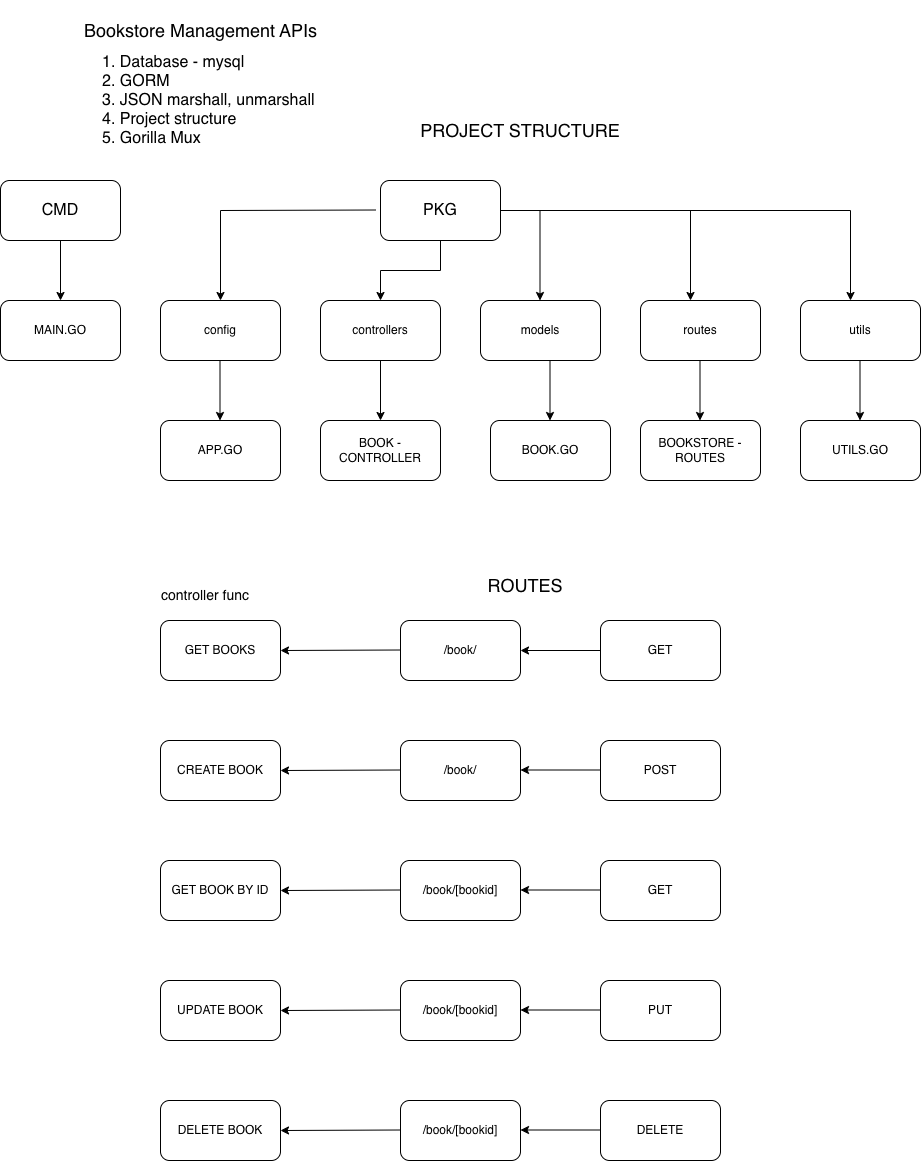 Bookstore Management APIs
1. Database - mysql
2. GORM
3. JSON marshall, unmarshall
4. Project structure
5. Gorilla Mux
PROJECT STRUCTURE
CMD
PKG
MAIN.GO
config
controllers
models
routes
utils
APP.GO
BOOK -
CONTROLLER
BOOK.GO
BOOKSTORE -
ROUTES
UTILS.GO
ROUTES
controller func
GET BOOKS
/book/
GET
CREATE BOOK
/book/
POST
GET BOOK BY ID
/book/[bookid]
GET
UPDATE BOOK
/book/[bookid]
PUT
DELETE BOOK
/book/[bookid]
DELETE